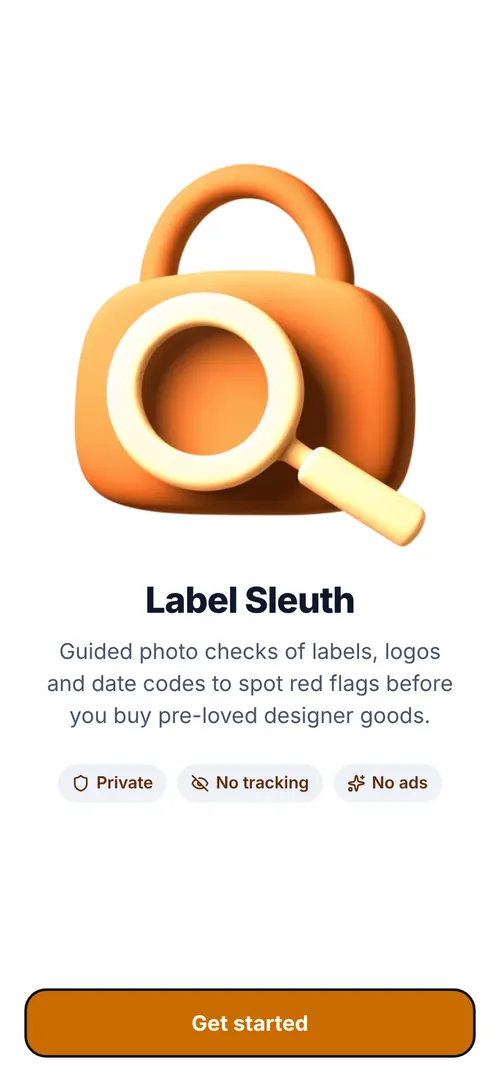 Label Sleuth
Guided photo checks of labels, logos
and date codes to spot red flags before
you buy pre-loved designer goods.
Private
No tracking
No ads
Get started